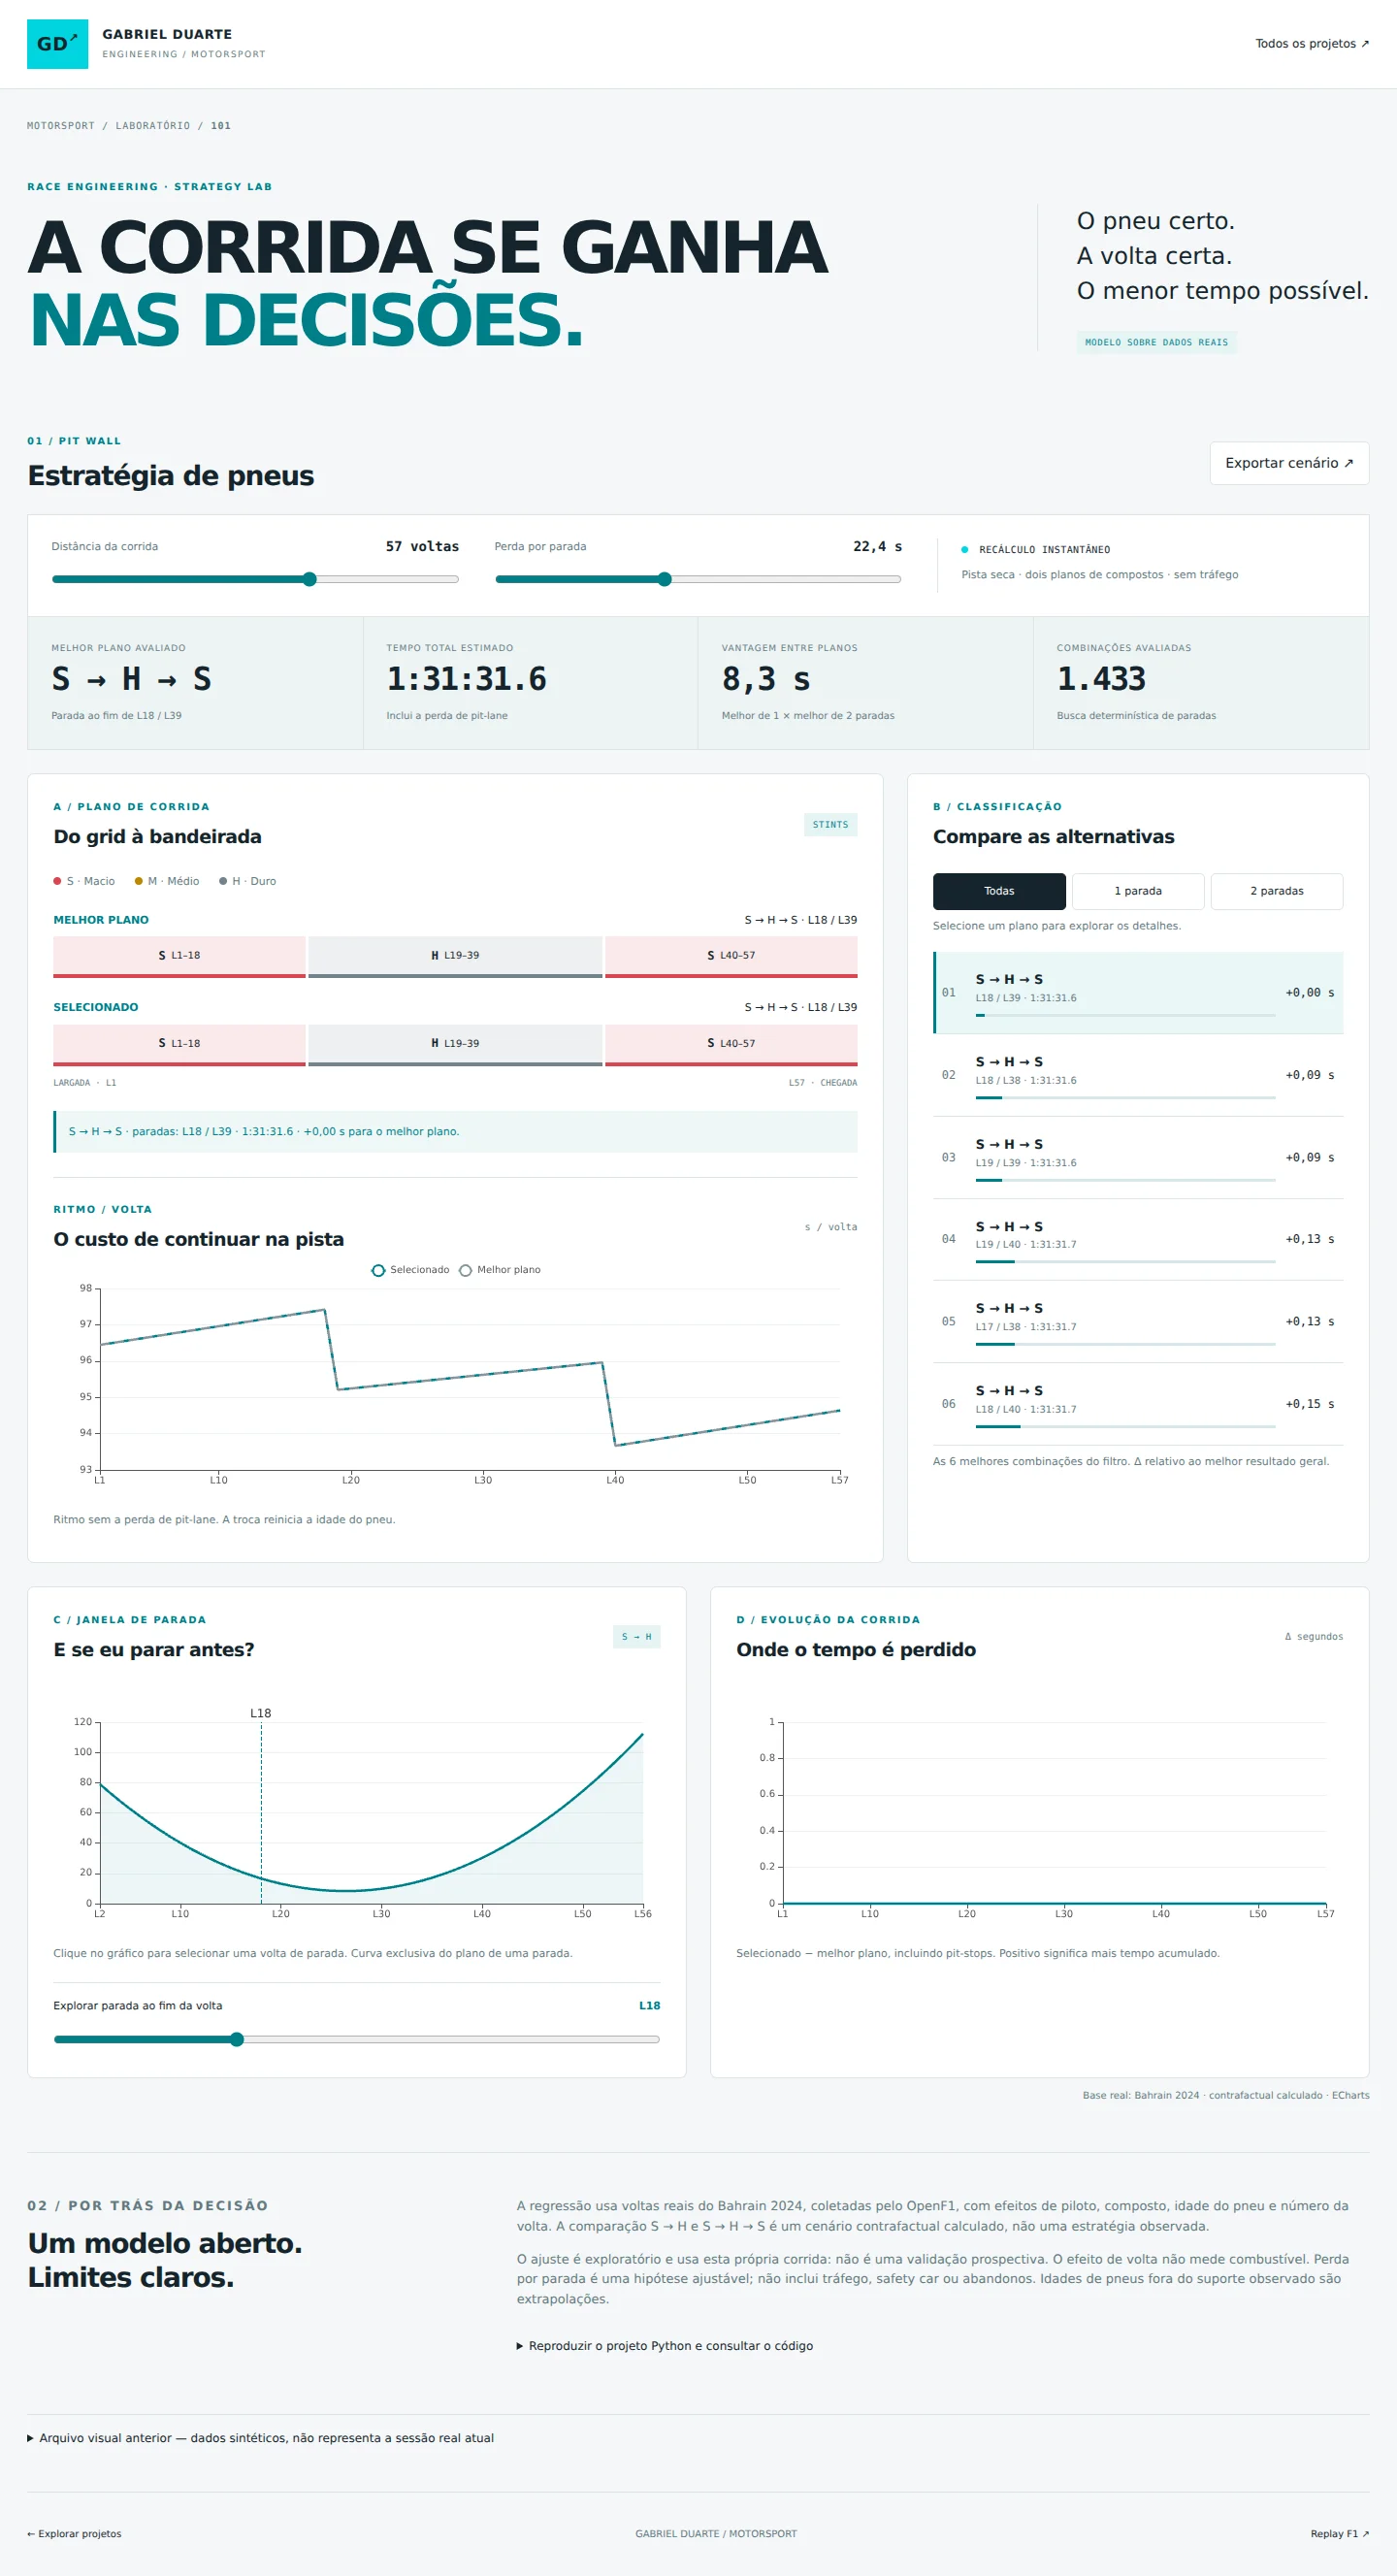 GD↗
GABRIEL DUARTE
ENGINEERING / MOTORSPORT
Todos os projetos ↗
MOTORSPORT / LABORATÓRIO / 101
RACE ENGINEERING · STRATEGY LAB
A CORRIDA SE GANHA
NAS DECISÕES.
O pneu certo.
A volta certa.
O menor tempo possível.
MODELO SOBRE DADOS REAIS
01 / PIT WALL
Estratégia de pneus
Exportar cenário ↗
Distância da corrida
57 voltas
Perda por parada
22,4 s
RECÁLCULO INSTANTÂNEO
Pista seca · dois planos de compostos · sem tráfego
MELHOR PLANO AVALIADO
S → H → S
Parada ao fim de L18 / L39
TEMPO TOTAL ESTIMADO
1:31:31.6
Inclui a perda de pit-lane
VANTAGEM ENTRE PLANOS
8,3 s
Melhor de 1 × melhor de 2 paradas
COMBINAÇÕES AVALIADAS
1.433
Busca determinística de paradas
A / PLANO DE CORRIDA
Do grid à bandeirada
STINTS
S · Macio
M · Médio
H · Duro
MELHOR PLANO
S → H → S · L18 / L39
S L1–18
H L19–39
S L40–57
SELECIONADO
S → H → S · L18 / L39
S L1–18
H L19–39
S L40–57
LARGADA · L1
L57 · CHEGADA
S → H → S · paradas: L18 / L39 · 1:31:31.6 · +0,00 s para o melhor plano.
RITMO / VOLTA
O custo de continuar na pista
s / volta
Selecionado
Melhor plano
98
97
96
95
94
93
L1
L10
L20
L30
L40
L50
L57
Ritmo sem a perda de pit-lane. A troca reinicia a idade do pneu.
B / CLASSIFICAÇÃO
Compare as alternativas
Todas
1 parada
2 paradas
Selecione um plano para explorar os detalhes.
01
S → H → S
L18 / L39 · 1:31:31.6
+0,00 s
02
S → H → S
L18 / L38 · 1:31:31.6
+0,09 s
03
S → H → S
L19 / L39 · 1:31:31.6
+0,09 s
04
S → H → S
L19 / L40 · 1:31:31.7
+0,13 s
05
S → H → S
L17 / L38 · 1:31:31.7
+0,13 s
06
S → H → S
L18 / L40 · 1:31:31.7
+0,15 s
As 6 melhores combinações do filtro. Δ relativo ao melhor resultado geral.
C / JANELA DE PARADA
E se eu parar antes?
S → H
L18
120
100
80
60
40
20
0
L2
L10
L20
L30
L40
L50
L56
Clique no gráfico para selecionar uma volta de parada. Curva exclusiva do plano de uma parada.
Explorar parada ao fim da volta
L18
D / EVOLUÇÃO DA CORRIDA
Onde o tempo é perdido
Δ segundos
1
0.8
0.6
0.4
0.2
0
L1
L10
L20
L30
L40
L50
L57
Selecionado − melhor plano, incluindo pit-stops. Positivo significa mais tempo acumulado.
Base real: Bahrain 2024 · contrafactual calculado · ECharts
02 / POR TRÁS DA DECISÃO
Um modelo aberto.
Limites claros.
A regressão usa voltas reais do Bahrain 2024, coletadas pelo OpenF1, com efeitos de piloto, composto, idade do pneu e número da
volta. A comparação S → H e S → H → S é um cenário contrafactual calculado, não uma estratégia observada.
O ajuste é exploratório e usa esta própria corrida: não é uma validação prospectiva. O efeito de volta não mede combustível. Perda
por parada é uma hipótese ajustável; não inclui tráfego, safety car ou abandonos. Idades de pneus fora do suporte observado são
extrapolações.
▶ Reproduzir o projeto Python e consultar o código
▶ Arquivo visual anterior — dados sintéticos, não representa a sessão real atual
← Explorar projetos
GABRIEL DUARTE / MOTORSPORT
Replay F1 ↗